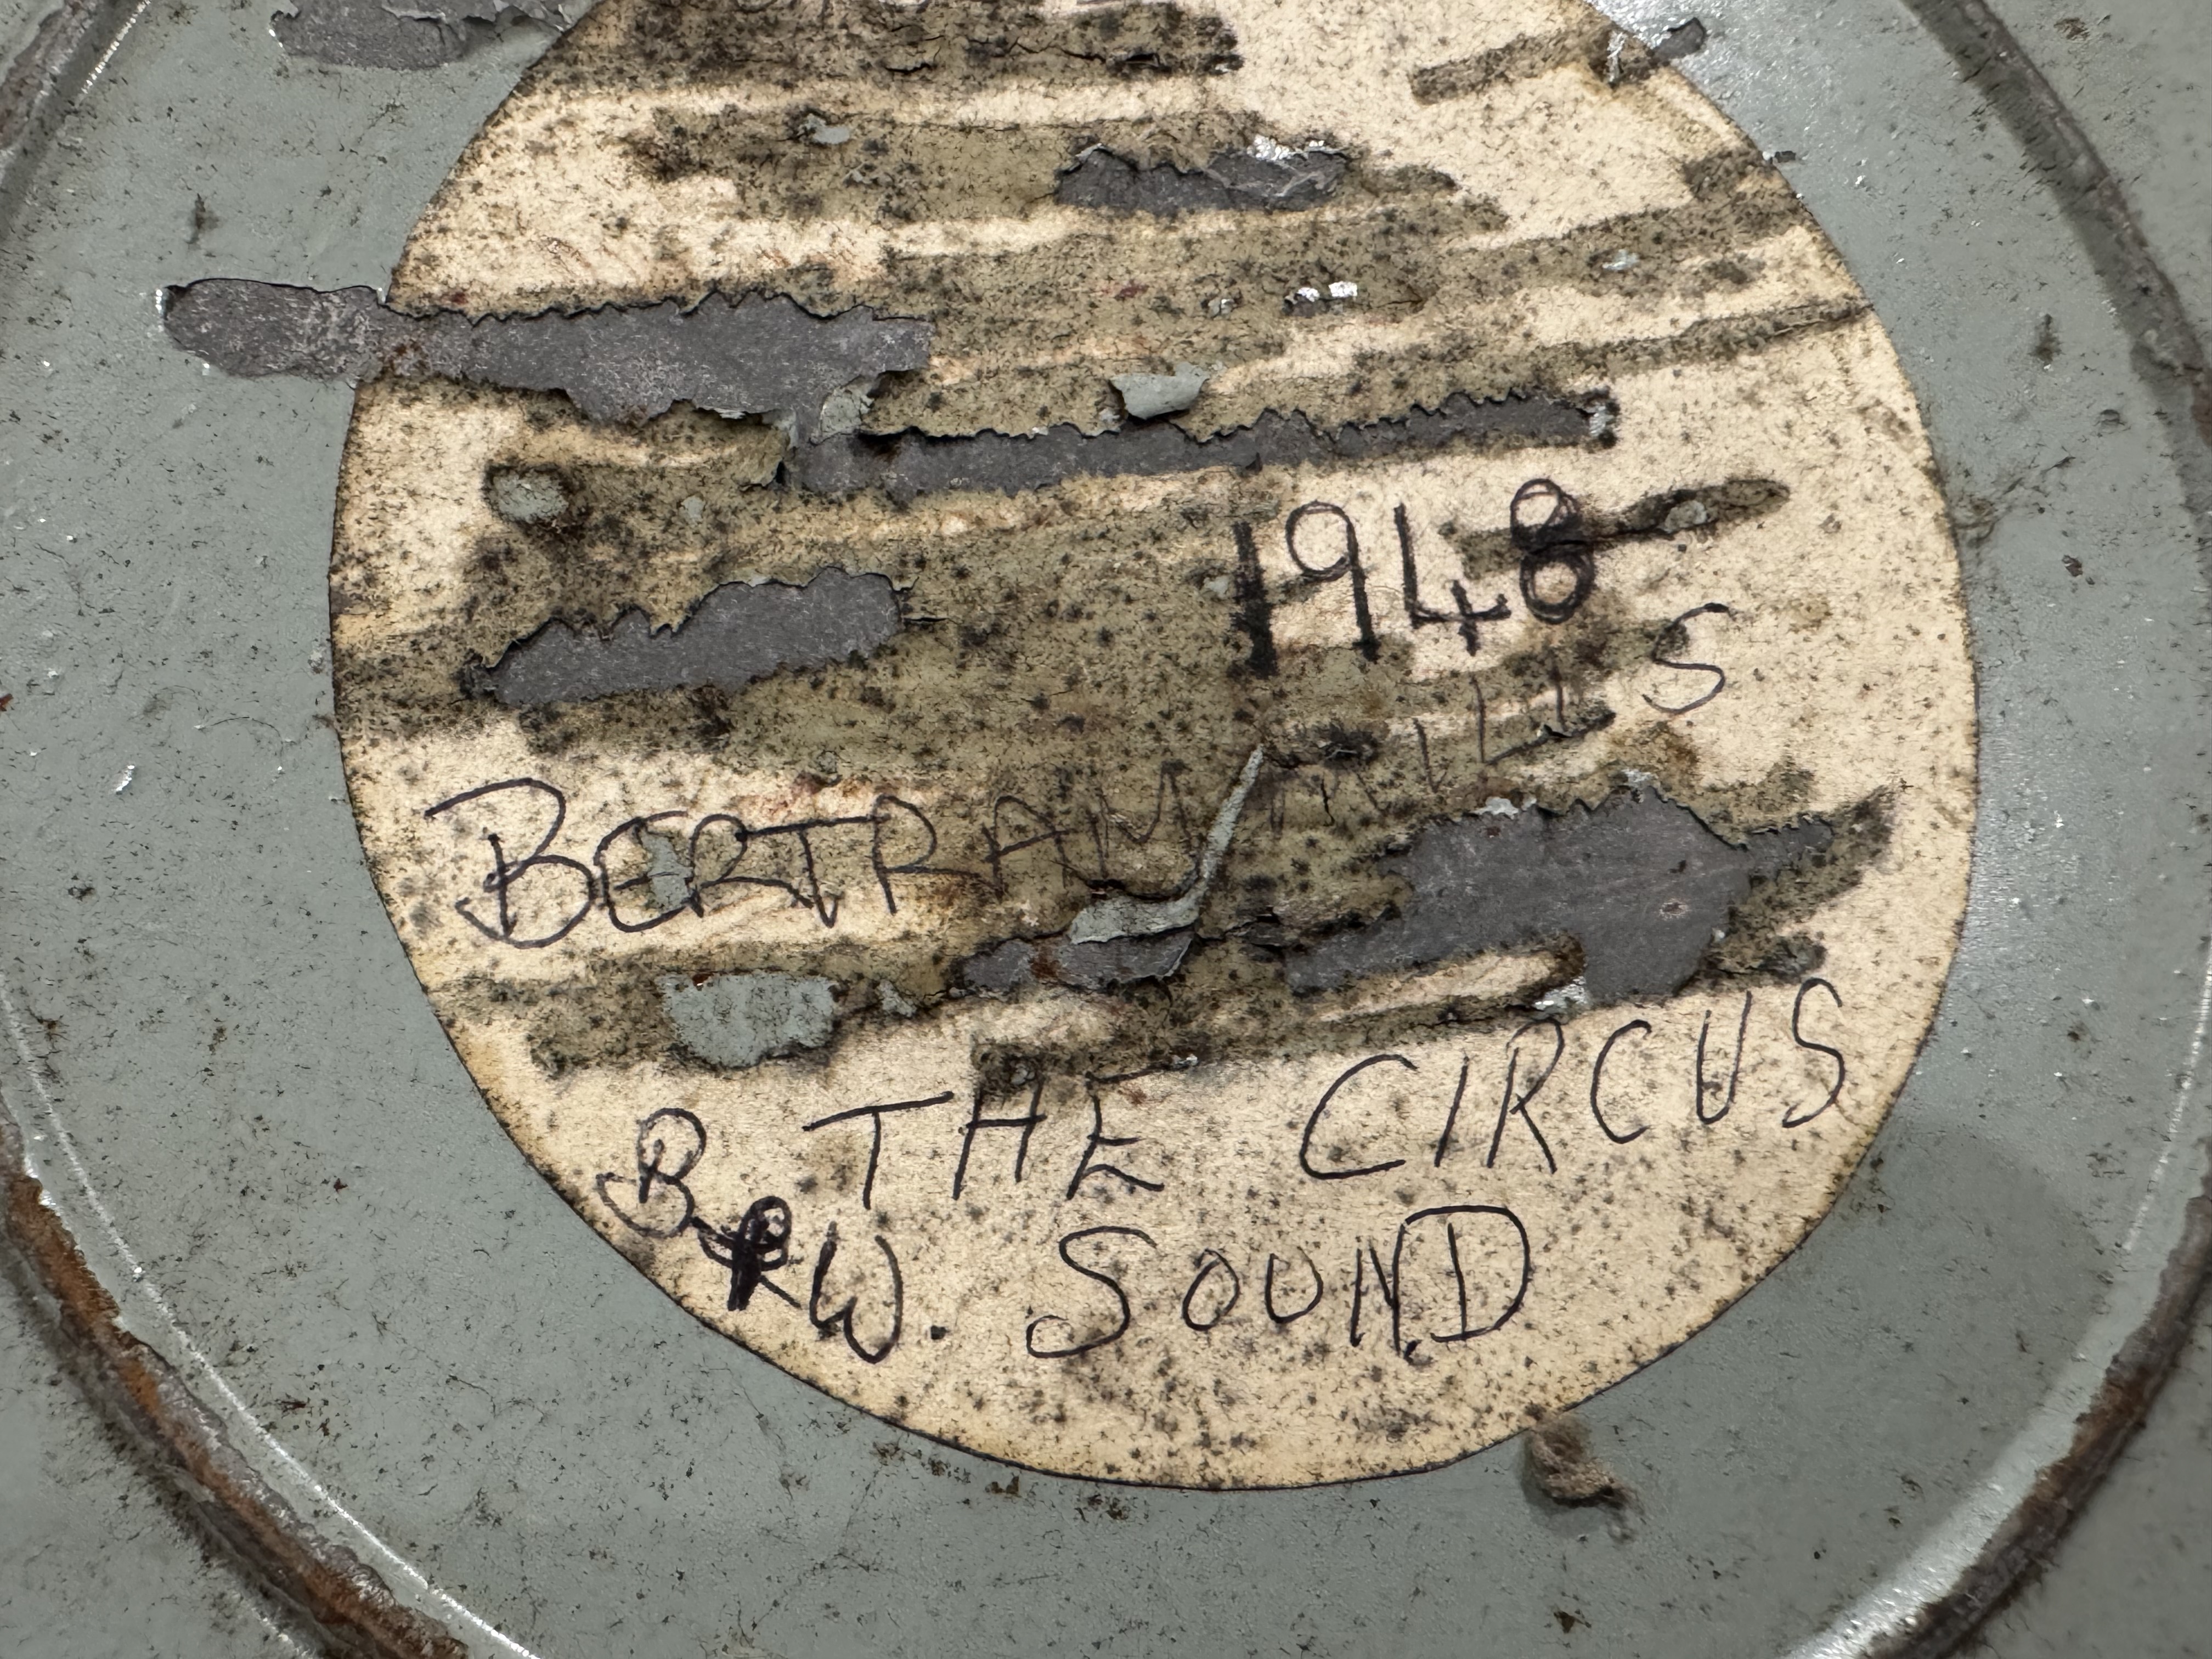 1948
BERTRAM MILLS
THE CIRCUS
B & W. SOUND